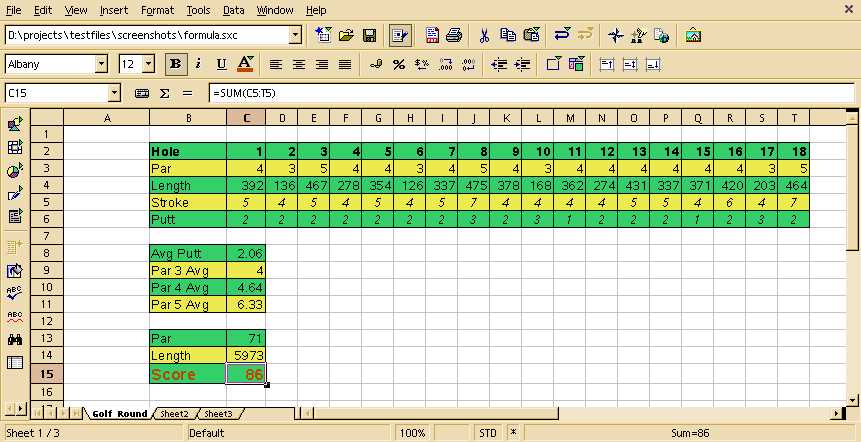 File Edit View Insert Format Tools Data Window Help
D:\projects\testfiles\screenshots\formula.sxc
Albany 12 B i U
C15 Σ = =SUM(C5:T5)
A B C D E F G H I J K L M N O P Q R S T
1
2 Hole 1 2 3 4 5 6 7 8 9 10 11 12 13 14 15 16 17 18
3 Par 4 3 5 4 4 3 4 5 4 3 4 4 5 4 4 4 3 4
4 Length 392 136 467 278 354 126 337 475 378 168 362 274 431 337 371 420 203 464
5 Stroke 5 4 5 4 5 4 5 7 4 4 4 4 5 5 4 6 4 7
6 Putt 2 2 2 2 2 2 2 3 2 3 1 2 2 2 1 2 3 2
7
8 Avg Putt 2.06
9 Par 3 Avg 4
10 Par 4 Avg 4.64
11 Par 5 Avg 6.33
12
13 Par 71
14 Length 5973
15 Score 86
16
Golf Round Sheet2 Sheet3
Sheet 1 / 3 Default 100% STD * Sum=86